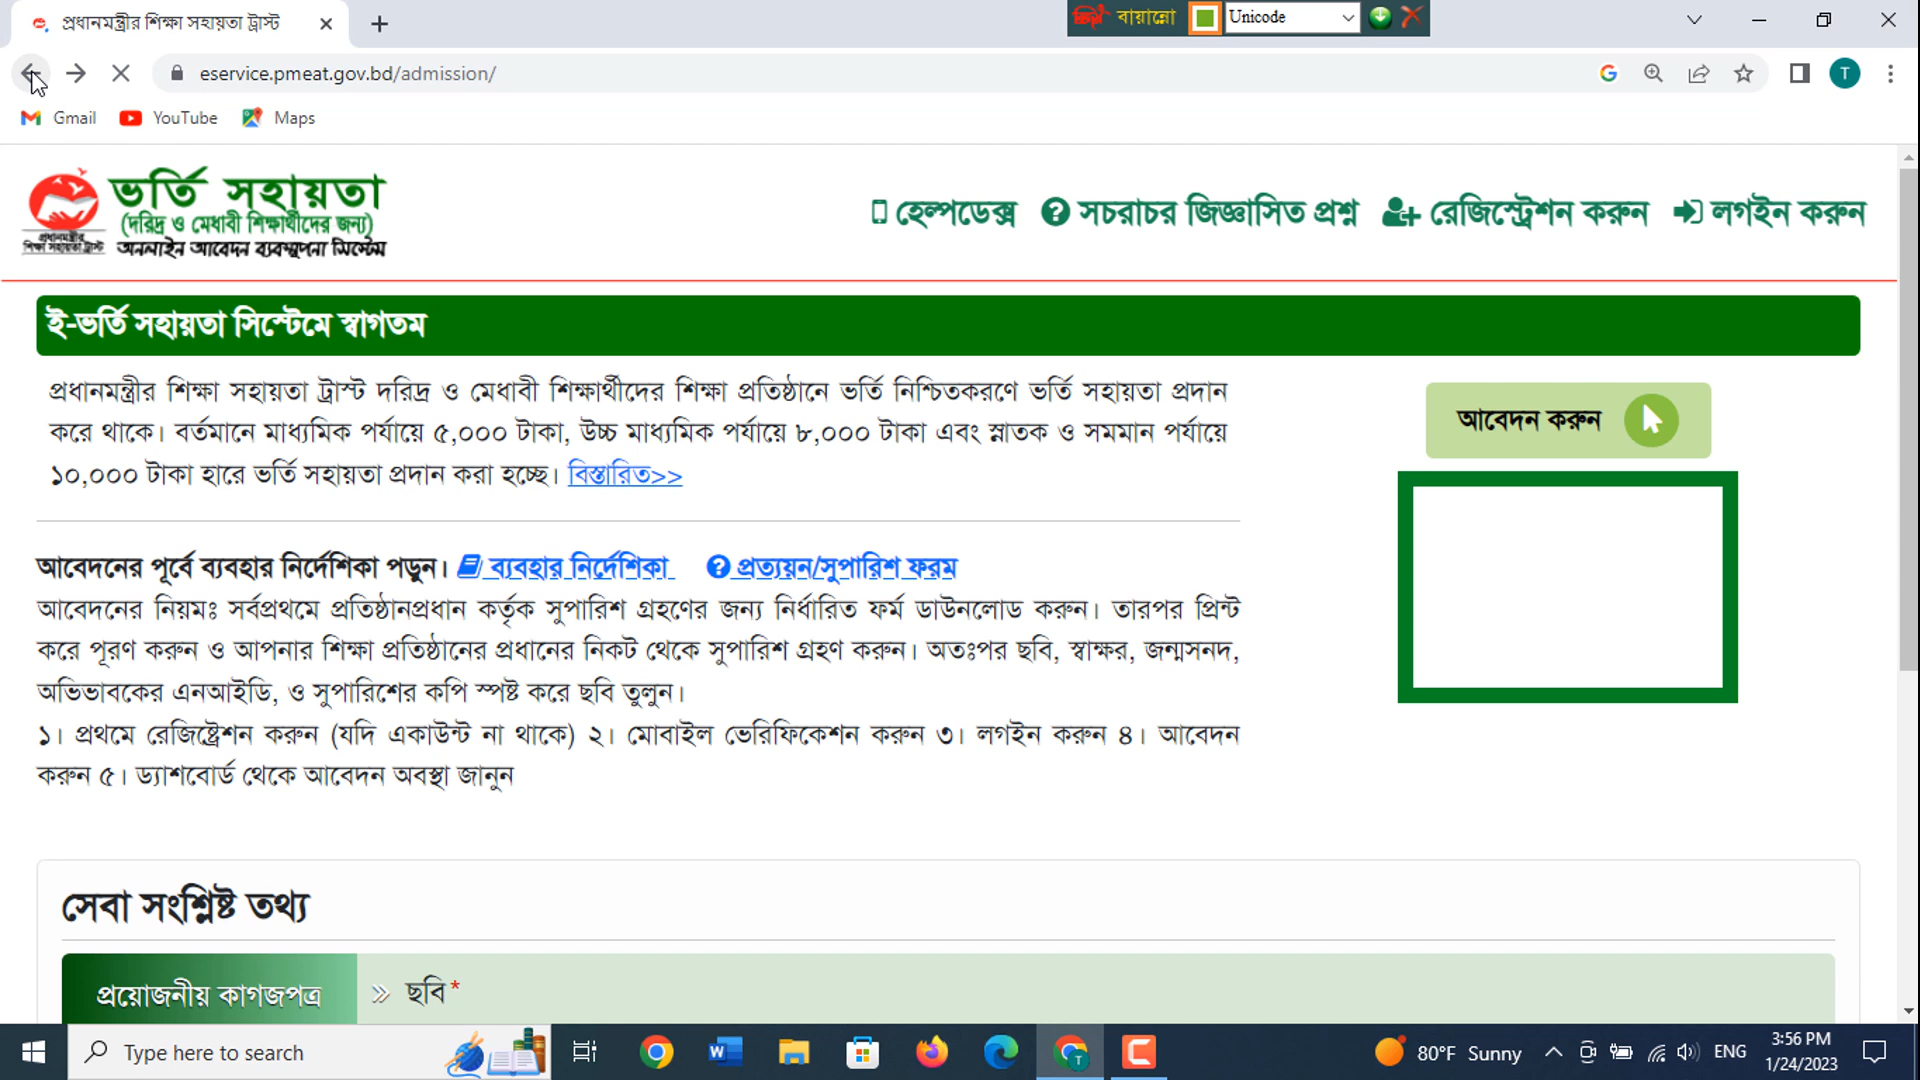 প্রধানমন্ত্রীর শিক্ষা সহায়তা ট্রাস্ট
বায়ান্নো
Unicode
eservice.pmeat.gov.bd/admission/
T
Gmail
YouTube
Maps
ভর্তি সহায়তা
(দরিদ্র ও মেধাবী শিক্ষার্থীদের জন্য)
অনলাইন আবেদন ব্যবস্থাপনা সিস্টেম
প্রধানমন্ত্রীর
শিক্ষা সহায়তা ট্রাস্ট
হেল্পডেক্স
সচরাচর জিজ্ঞাসিত প্রশ্ন
রেজিস্ট্রেশন করুন
লগইন করুন
ই-ভর্তি সহায়তা সিস্টেমে স্বাগতম
প্রধানমন্ত্রীর শিক্ষা সহায়তা ট্রাস্ট দরিদ্র ও মেধাবী শিক্ষার্থীদের শিক্ষা প্রতিষ্ঠানে ভর্তি নিশ্চিতকরণে ভর্তি সহায়তা প্রদান
করে থাকে। বর্তমানে মাধ্যমিক পর্যায়ে ৫,০০০ টাকা, উচ্চ মাধ্যমিক পর্যায়ে ৮,০০০ টাকা এবং স্নাতক ও সমমান পর্যায়ে
১০,০০০ টাকা হারে ভর্তি সহায়তা প্রদান করা হচ্ছে। বিস্তারিত>>
আবেদন করুন
আবেদনের পূর্বে ব্যবহার নির্দেশিকা পড়ুন। ব্যবহার নির্দেশিকা প্রত্যয়ন/সুপারিশ ফরম
আবেদনের নিয়মঃ সর্বপ্রথমে প্রতিষ্ঠানপ্রধান কর্তৃক সুপারিশ গ্রহণের জন্য নির্ধারিত ফর্ম ডাউনলোড করুন। তারপর প্রিন্ট
করে পূরণ করুন ও আপনার শিক্ষা প্রতিষ্ঠানের প্রধানের নিকট থেকে সুপারিশ গ্রহণ করুন। অতঃপর ছবি, স্বাক্ষর, জন্মসনদ,
অভিভাবকের এনআইডি, ও সুপারিশের কপি স্পষ্ট করে ছবি তুলুন।
১। প্রথমে রেজিষ্ট্রেশন করুন (যদি একাউন্ট না থাকে) ২। মোবাইল ভেরিফিকেশন করুন ৩। লগইন করুন ৪। আবেদন
করুন ৫। ড্যাশবোর্ড থেকে আবেদন অবস্থা জানুন
সেবা সংশ্লিষ্ট তথ্য
প্রয়োজনীয় কাগজপত্র
ছবি *
Type here to search
80°F Sunny
ENG
3:56 PM
1/24/2023